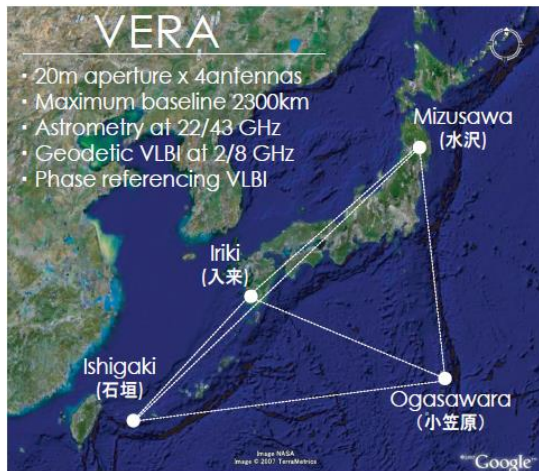 VERA
· 20m aperture x 4antennas
· Maximum baseline 2300km
· Astrometry at 22/43 GHz
· Geodetic VLBI at 2/8 GHz
· Phase referencing VLBI
Mizusawa
(水沢)
Iriki
(入来)
Ishigaki
(石垣)
Ogasawara
(小笠原)
Image NASA
Image © 2007 TerraMetrics
Google™